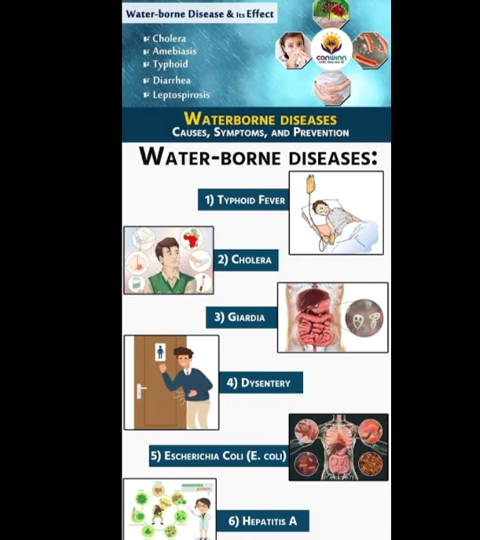 Water-borne Disease & Its Effect
Cholera
Amebiasis
Typhoid
Diarrhea
Leptospirosis
canwinn
WATERBORNE DISEASES
CAUSES, SYMPTOMS, AND PREVENTION
WATER-BORNE DISEASES:
1) TYPHOID FEVER
2) CHOLERA
3) GIARDIA
4) DYSENTERY
5) ESCHERICHIA COLI (E. COLI)
6) HEPATITIS A